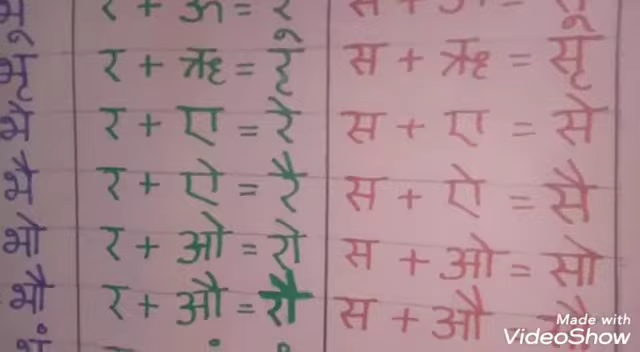 भृ र + ऋ = रृ स + ऋ = सृ
भे र + ए = रे स + ए = से
भै र + ऐ = रै स + ऐ = सै
भो र + ओ = रो स + ओ = सो
भौ र + औ = रौ स + औ
Made with
VideoShow